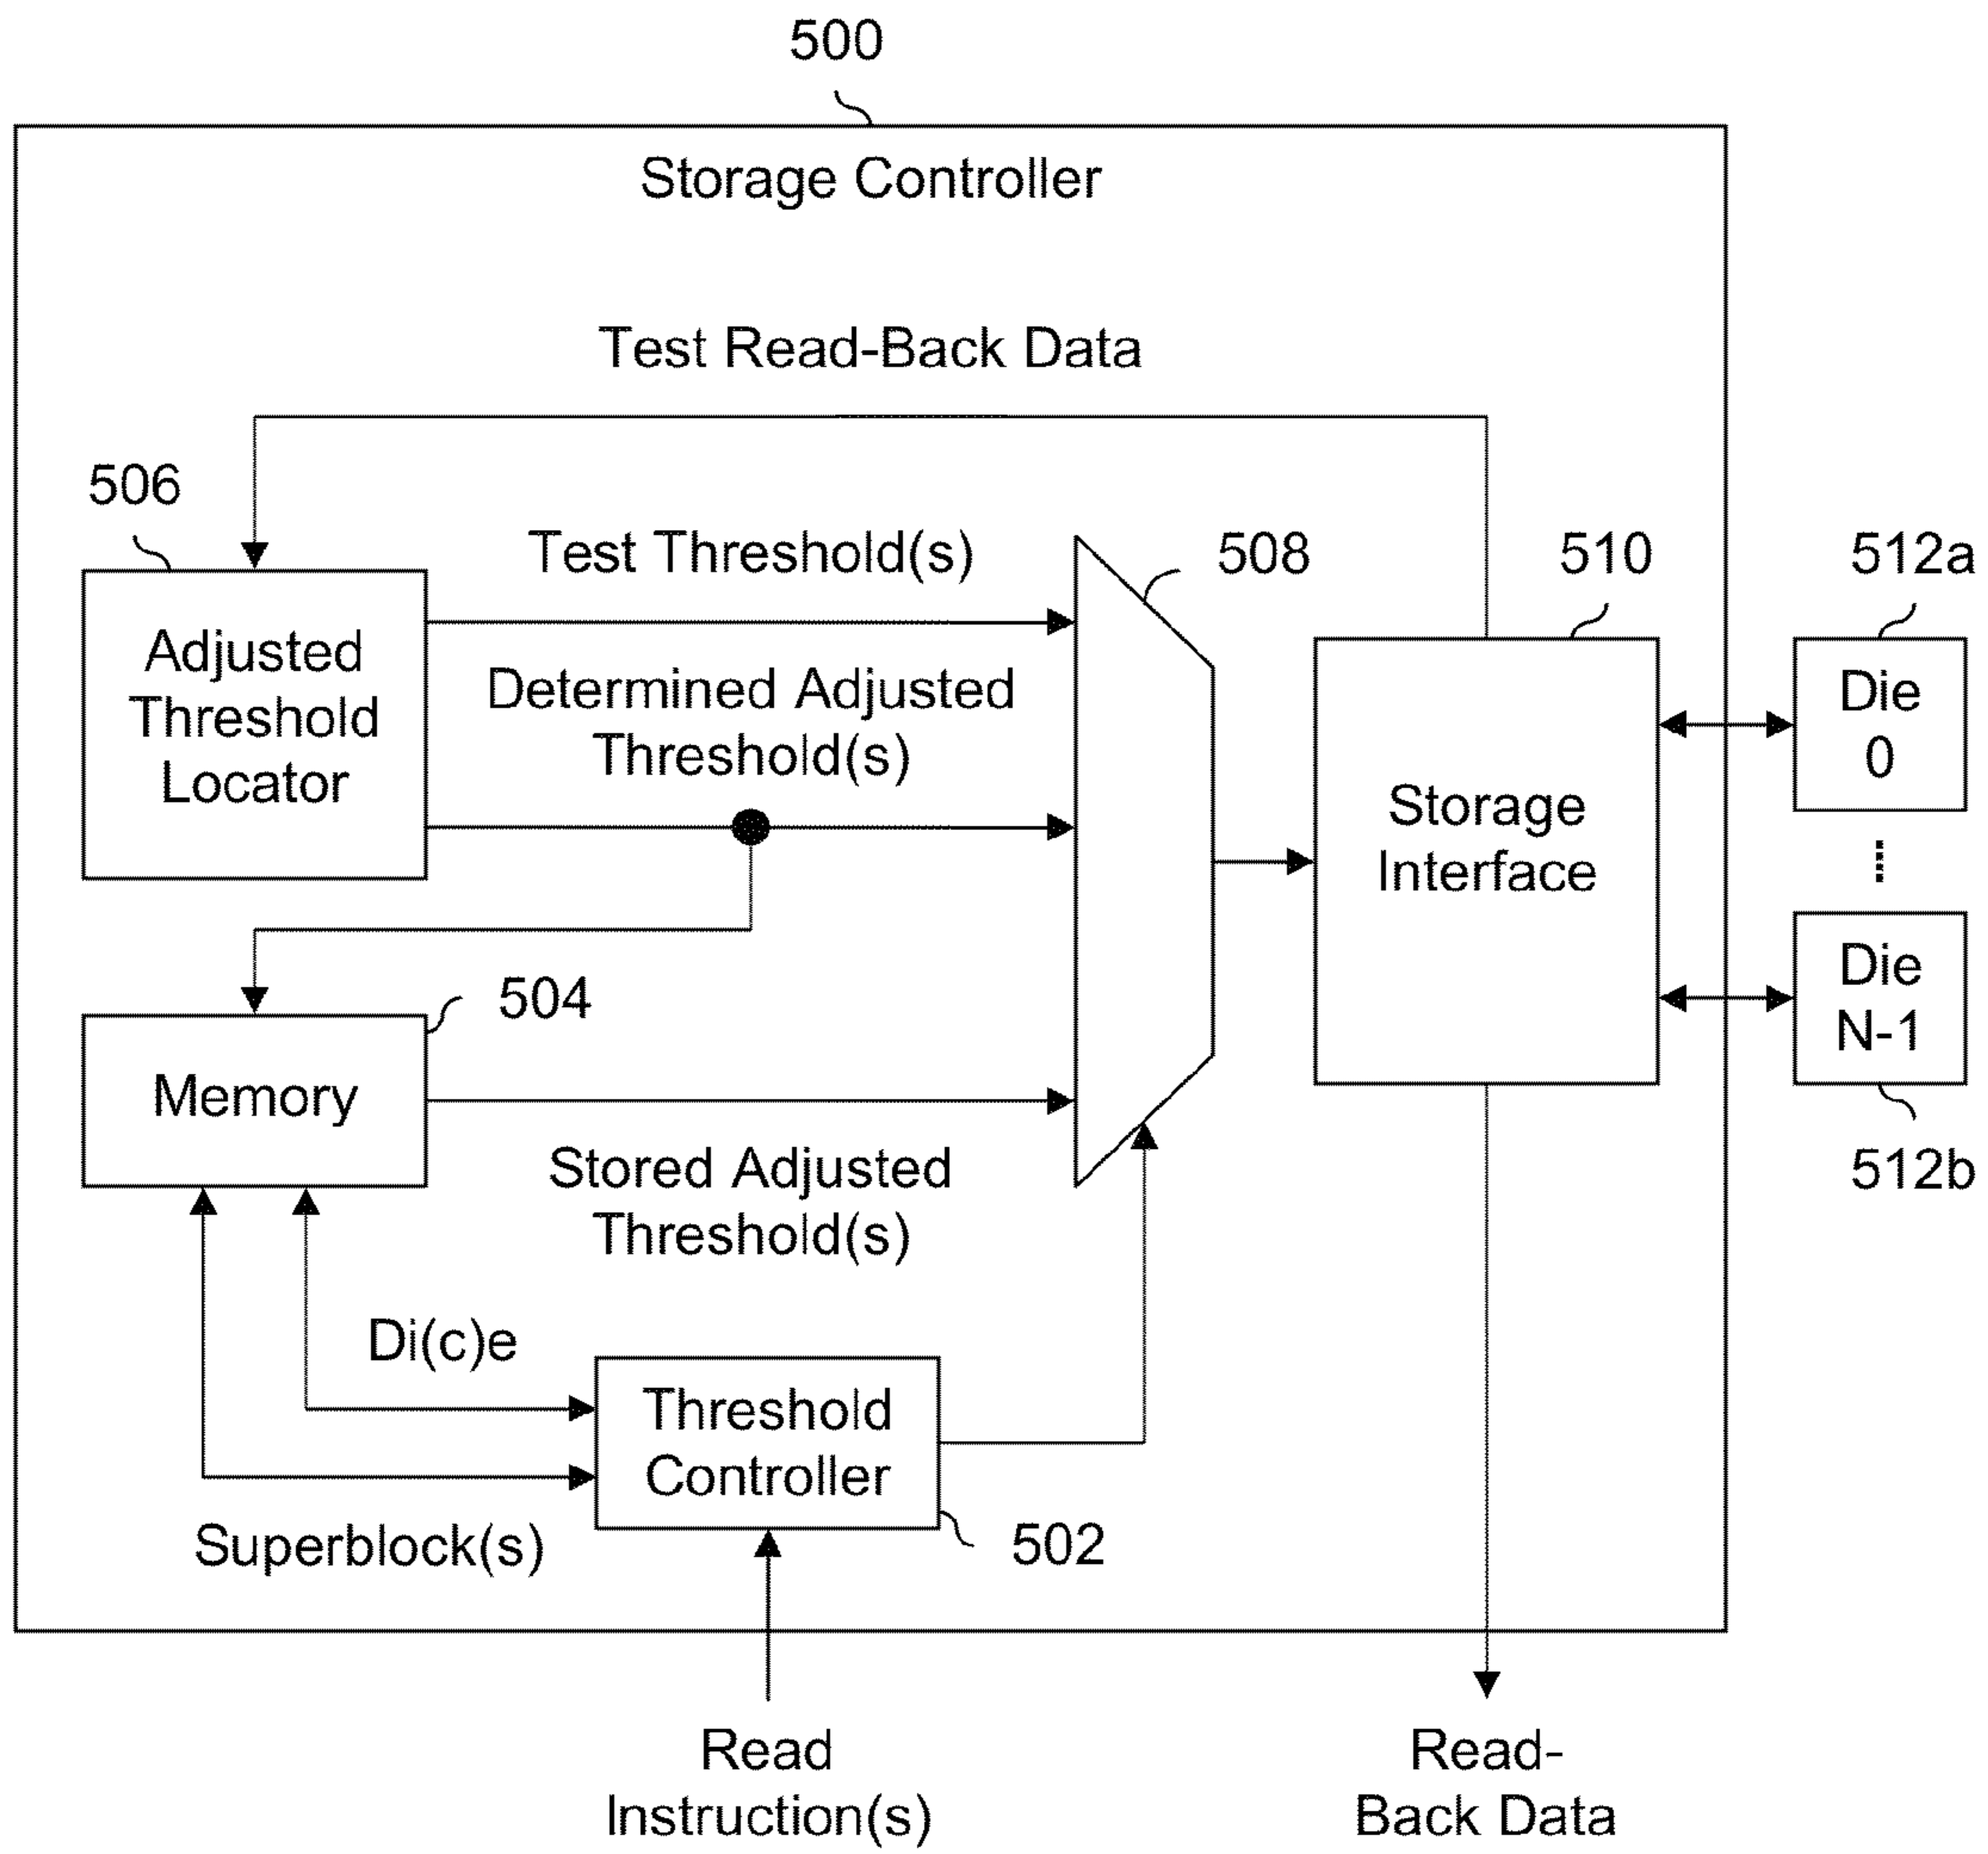 500
Storage Controller
Test Read-Back Data
506
Test Threshold(s)
508
510
512a
Adjusted
Threshold
Locator
Determined Adjusted
Threshold(s)
Die
0
Storage
Interface
504
Die
N-1
Memory
Stored Adjusted
Threshold(s)
512b
Di(c)e
Threshold
Controller
Superblock(s)
502
Read
Instruction(s)
Read-
Back Data